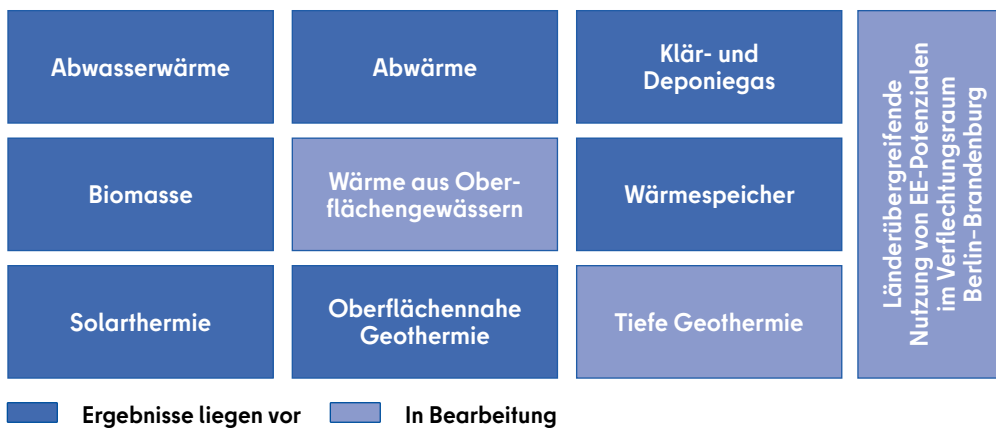 Abwasserwärme
Abwärme
Klär- und
Deponiegas
Biomasse
Wärme aus Ober-
flächengewässern
Wärmespeicher
Solarthermie
Oberflächennahe
Geothermie
Tiefe Geothermie
Länderübergreifende
Nutzung von EE-Potenzialen
im Verflechtungsraum
Berlin-Brandenburg
Ergebnisse liegen vor
In Bearbeitung